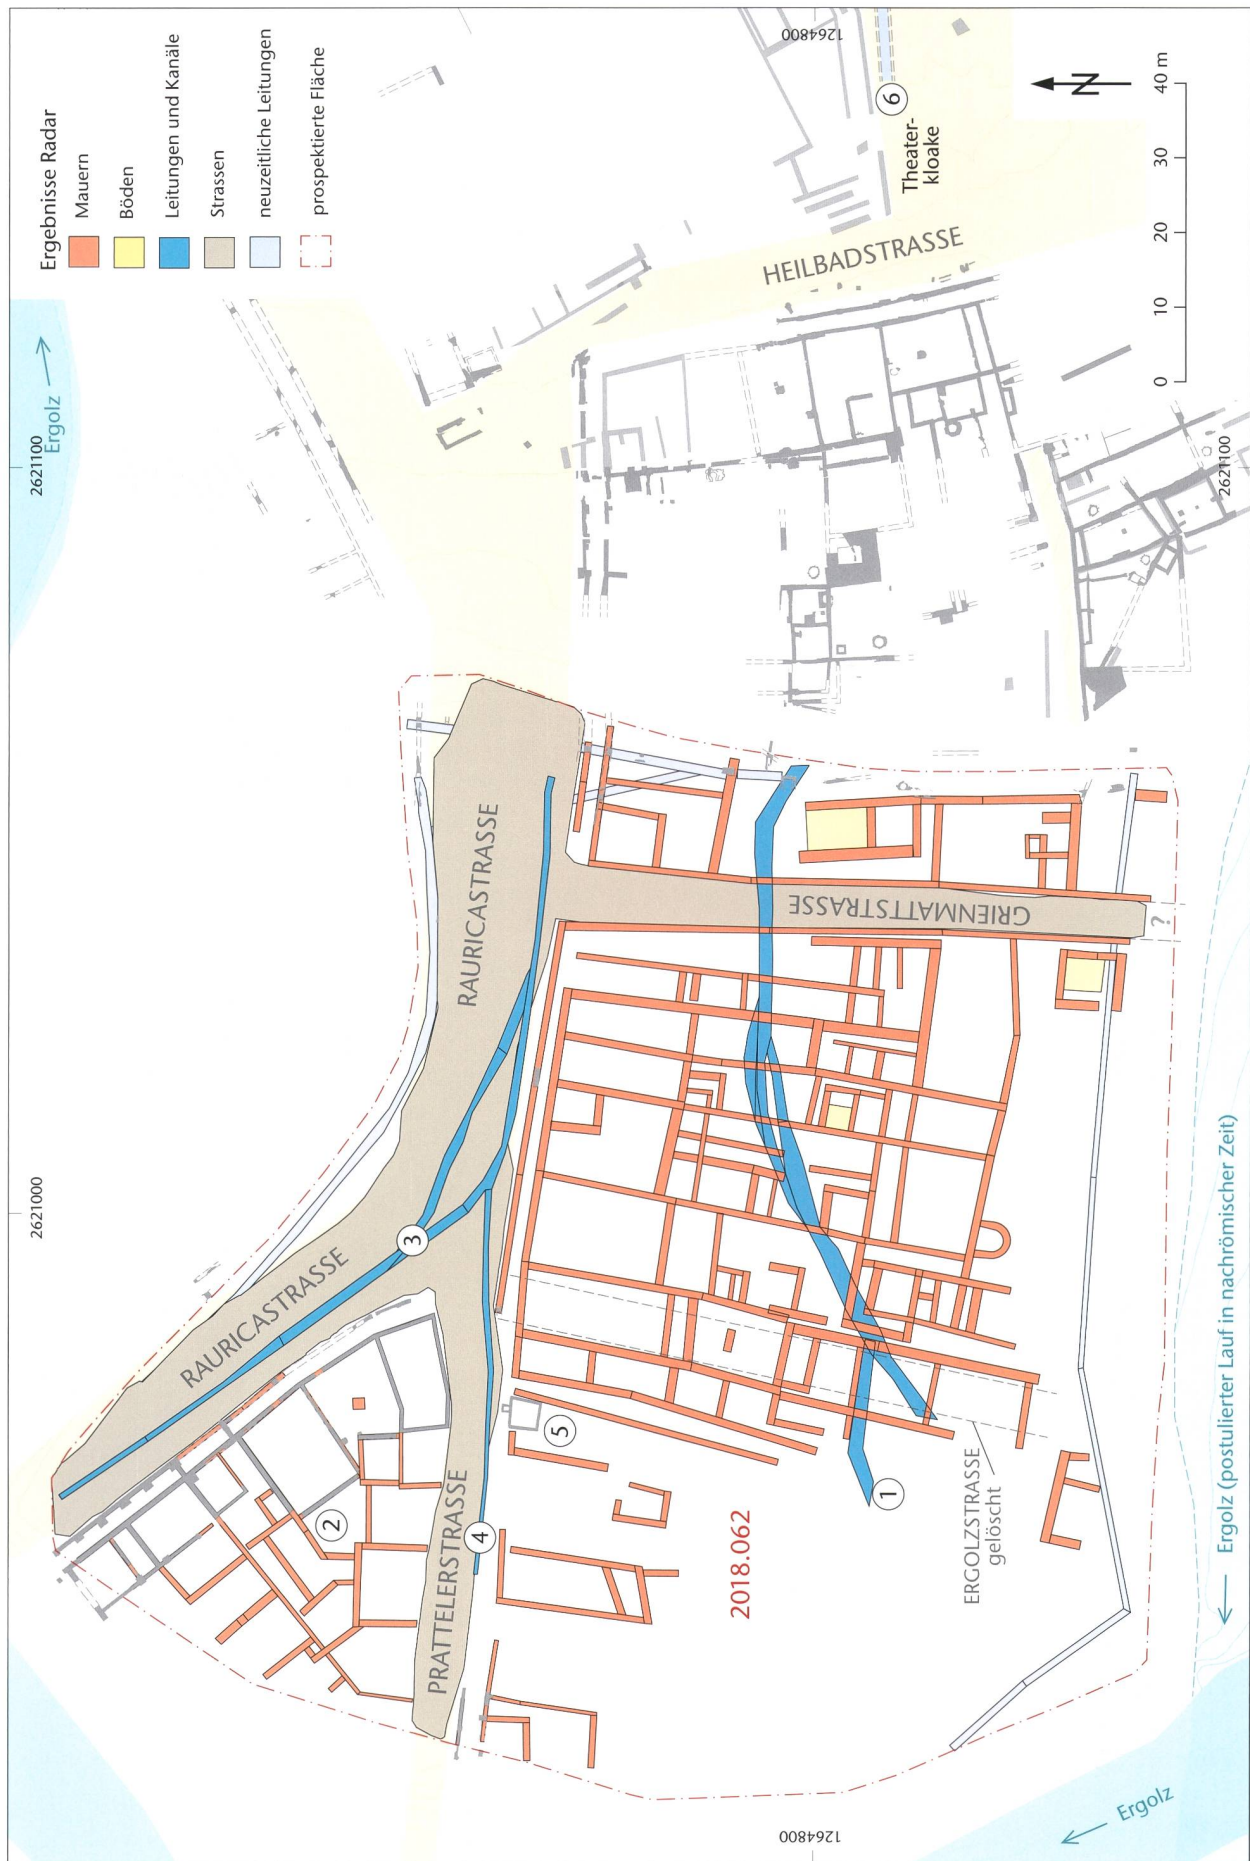 Ergebnisse Radar
Mauern
Böden
Leitungen und Kanäle
Strassen
neuzeitliche Leitungen
prospektierte Fläche
2621000
2621100
Ergolz
1264800
1264800
N
0 10 20 30 40 m
RAURICASTRASSE
RAURICASTRASSE
PRATTELERSTRASSE
HEILBADSTRASSE
GRIENMATTSTRASSE
?
Theater-
kloake
6
3
2
4
5
1
2018.062
ERGOLZSTRASSE
gelöscht
Ergolz
Ergolz (postulierter Lauf in nachrömischer Zeit)
2621100